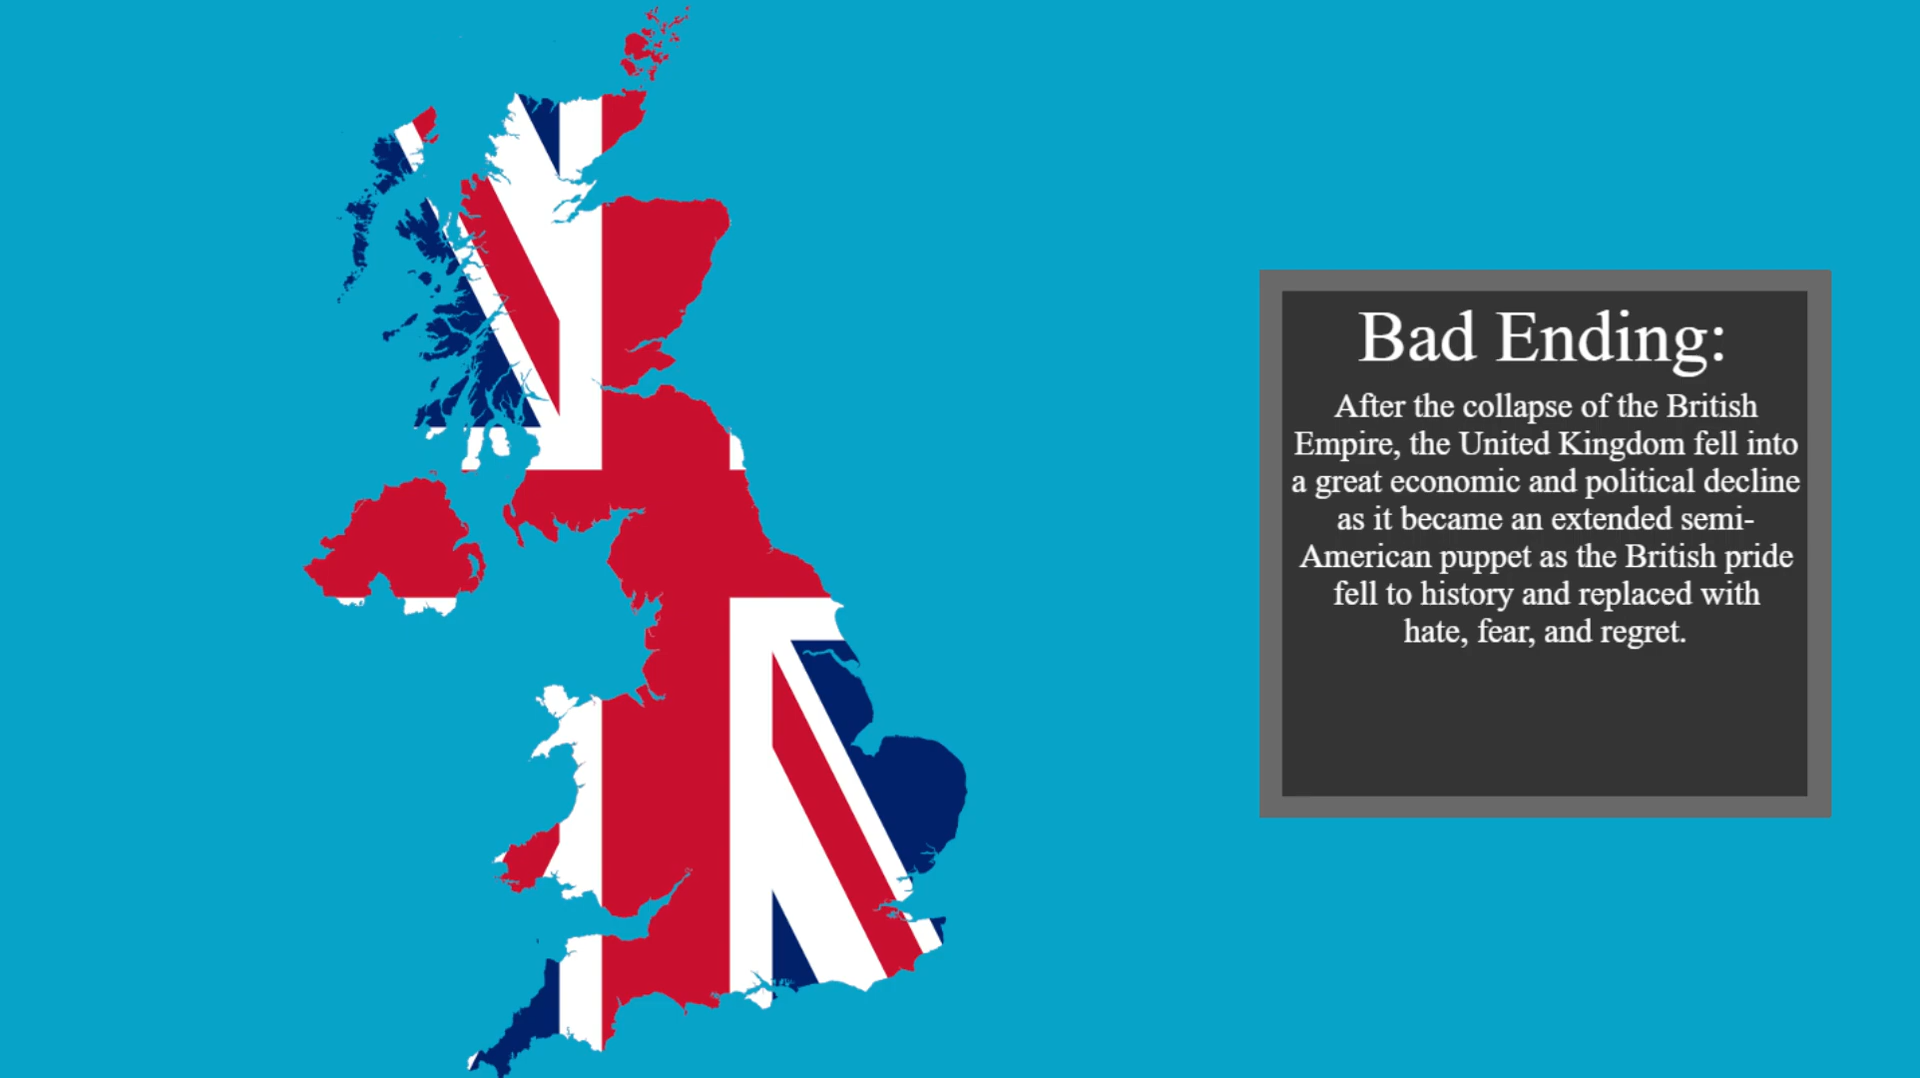 Bad Ending:
After the collapse of the British
Empire, the United Kingdom fell into
a great economic and political decline
as it became an extended semi-
American puppet as the British pride
fell to history and replaced with
hate, fear, and regret.